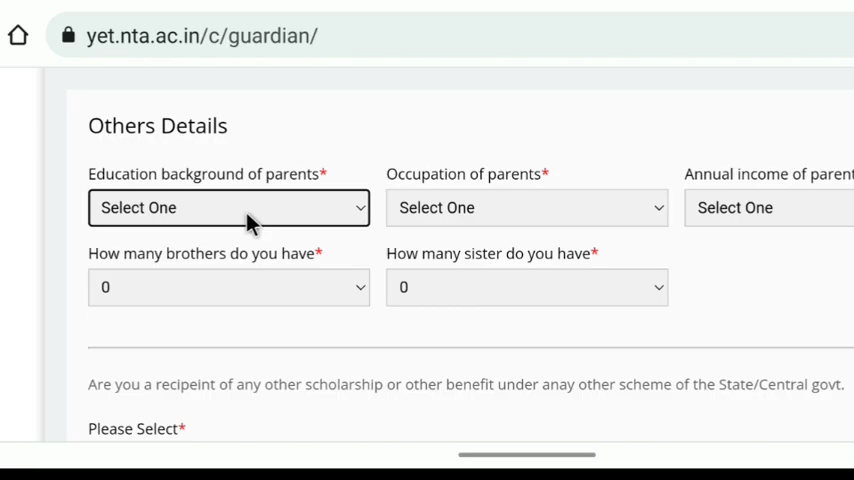 yet.nta.ac.in/c/guardian/
Others Details
Education background of parents* Occupation of parents* Annual income of parent
Select One Select One Select One
How many brothers do you have* How many sister do you have*
0 0
Are you a recipeint of any other scholarship or other benefit under anay other scheme of the State/Central govt.
Please Select*